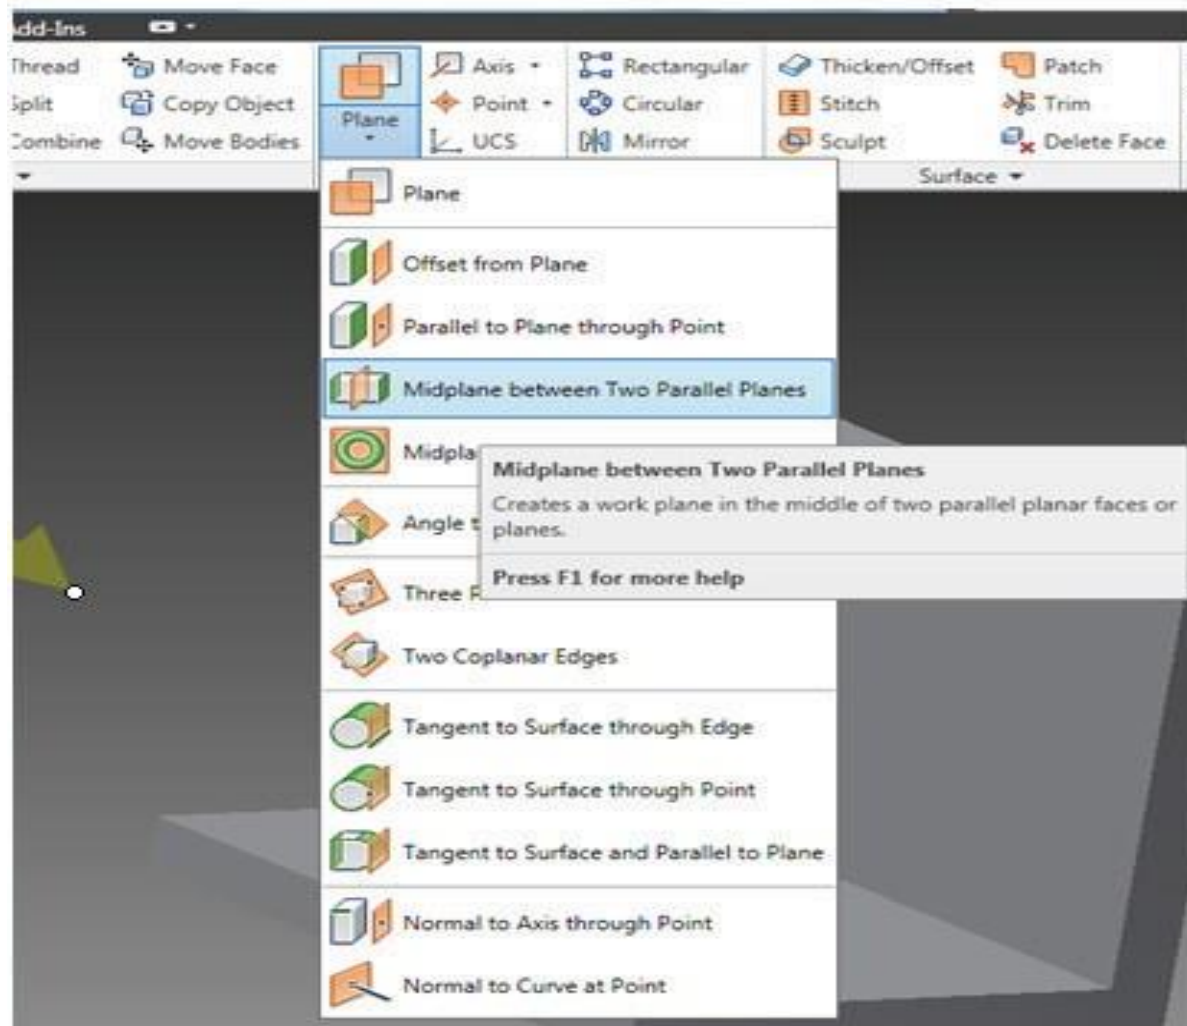 Add-Ins
Thread Move Face Axis Rectangular Thicken/Offset Patch
Split Copy Object Point Circular Stitch Trim
Plane
Combine Move Bodies UCS Mirror Sculpt Delete Face
Surface
Plane
Offset from Plane
Parallel to Plane through Point
Midplane between Two Parallel Planes
Midpla
Midplane between Two Parallel Planes
Creates a work plane in the middle of two parallel planar faces or
planes.
Angle t
Press F1 for more help
Three P
Two Coplanar Edges
Tangent to Surface through Edge
Tangent to Surface through Point
Tangent to Surface and Parallel to Plane
Normal to Axis through Point
Normal to Curve at Point